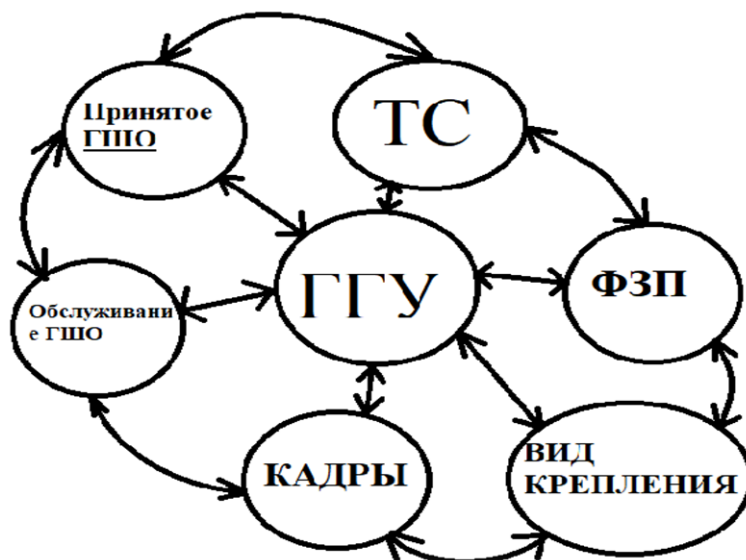 Принятое
ГШО
ТС
ГГУ
ФЗП
Обслуживани
е ГШО
КАДРЫ
ВИД
КРЕПЛЕНИЯ